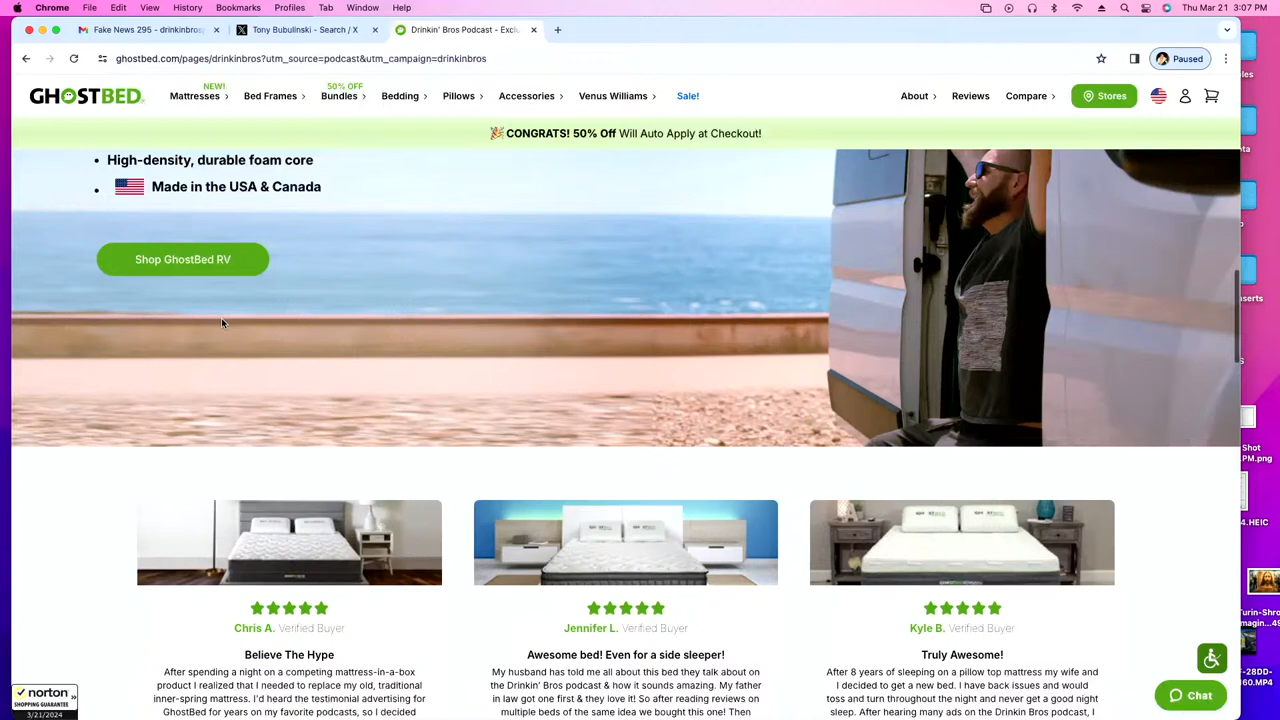 Chrome File Edit View History Bookmarks Profiles Tab Window Help Thu Mar 21 3:07 PM
Tony Bubulinski - Search / X Drinkin' Bros Podcast - Exclu
ghostbed.com/pages/drinkinbros?utm_source=podcast&utm_campaign=drinkinbros Paused
NEW! 50% OFF
GHOSTBED Mattresses Bed Frames Bundles Bedding Pillows Accessories Venus Williams Sale! About Reviews Compare Stores
CONGRATS! 50% Off Will Auto Apply at Checkout!
• High-density, durable foam core
• Made in the USA & Canada
Shop GhostBed RV
Chris A. Verified Buyer
Believe The Hype
After spending a night on a competing mattress-in-a-box
product I realized that I needed to replace my old, traditional
inner-spring mattress. I'd heard the testimonial advertising for
GhostBed for years on my favorite podcasts, so I decided
Jennifer L. Verified Buyer
Awesome bed! Even for a side sleeper!
My husband has told me all about this bed they talk about on
the Drinkin' Bros podcast & how it sounds amazing. My father
in law got one first & they love it! So after reading reviews on
multiple beds of the same idea we bought this one! Then
Kyle B. Verified Buyer
Truly Awesome!
After 8 years of sleeping on a pillow top mattress my wife and
I decided to get a new bed. I have back issues and would
toss and turn throughout the night and never get a good night
sleep. After hearing many ads on the Drinkin Bros podcast, I
Chat
norton
SHOPPING GUARANTEE
3/21/2024
Shot
PM.png
4.HEIC
60.MP4